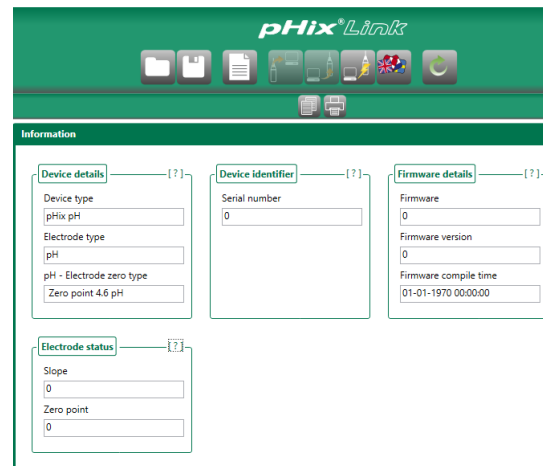 pHix®Link
Information
Device details [ ? ]
Device type
pHix pH
Electrode type
pH
pH - Electrode zero type
Zero point 4.6 pH
Device identifier [ ? ]
Serial number
0
Firmware details [ ? ]
Firmware
0
Firmware version
0
Firmware compile time
01-01-1970 00:00:00
Electrode status [ ? ]
Slope
0
Zero point
0